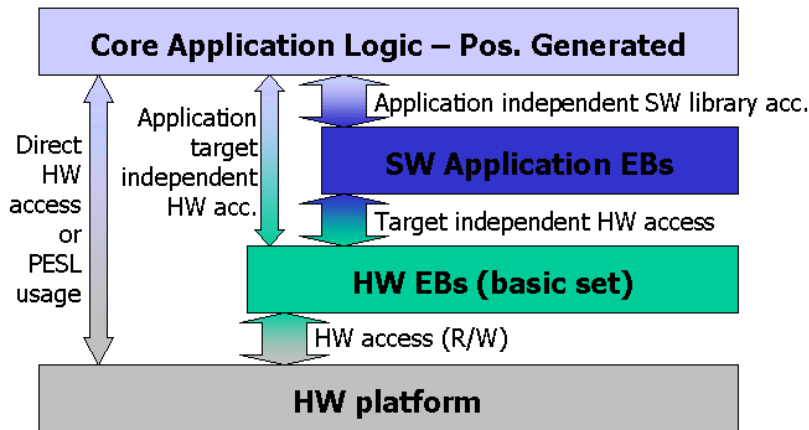 Core Application Logic – Pos. Generated
Application independent SW library acc.
Direct
HW
access
or
PESL
usage
Application
target
independent
HW acc.
SW Application EBs
Target independent HW access
HW EBs (basic set)
HW access (R/W)
HW platform